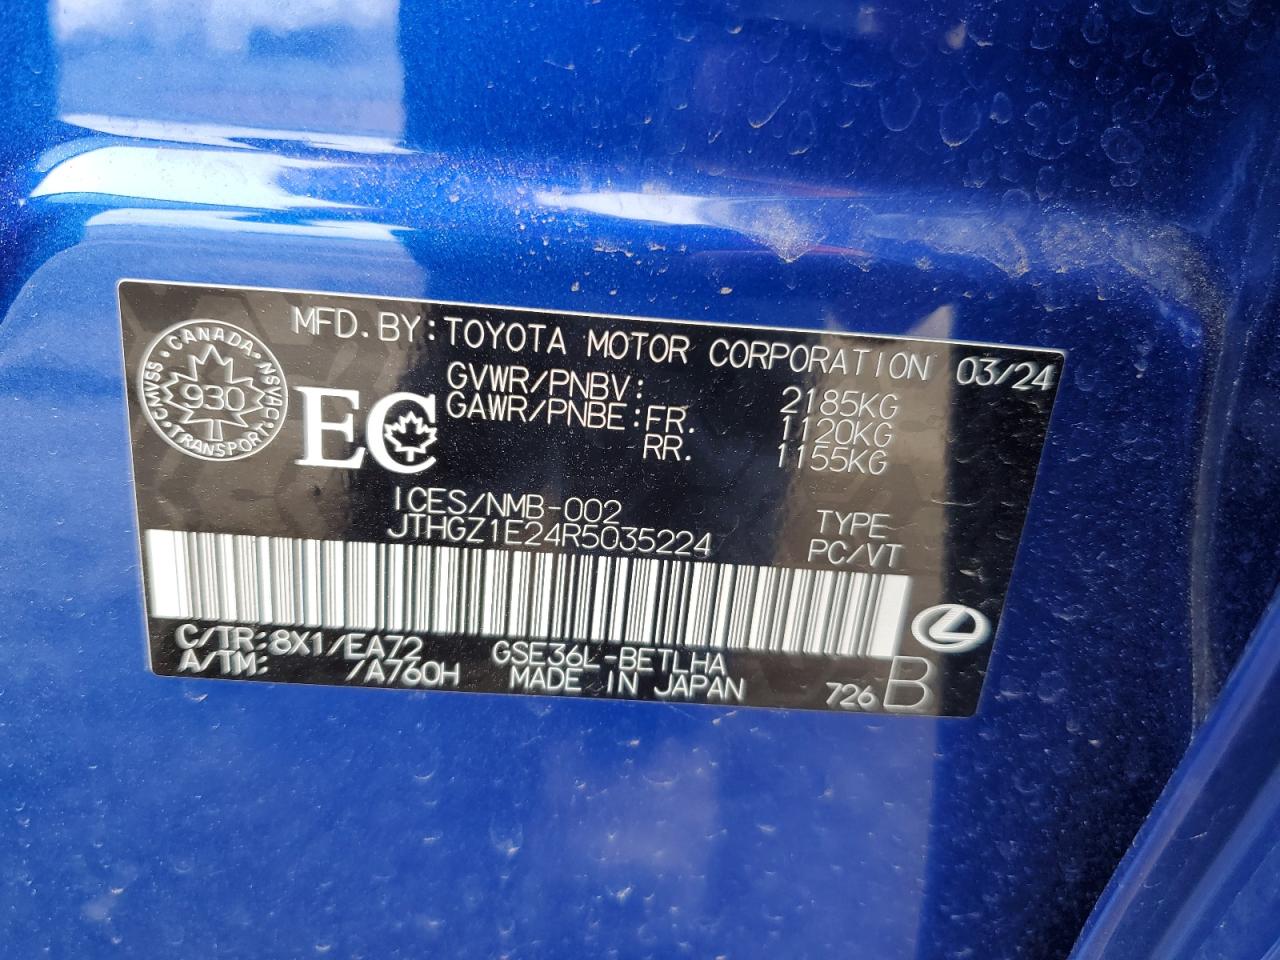 CANADA
CMVSS 930 NSVAC
TRANSPORT
EC
MFD. BY: TOYOTA MOTOR CORPORATION 03/24
GVWR/PNBV: 2185KG
GAWR/PNBE: FR. 1120KG
RR. 1155KG
ICES/NMB-002
JTHGZ1E24R5035224
TYPE
PC/VT
C/TR: 8X1/EA72
A/TM: /A760H
GSE36L-BETLHA
MADE IN JAPAN
726 B